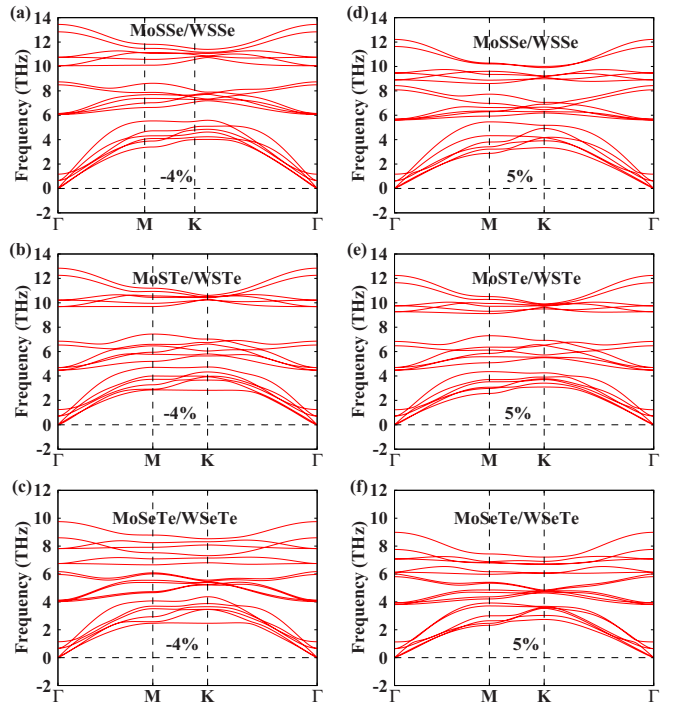 (a)
14
12
10
8
6
4
2
0
-2
Frequency (THz)
MoSSe/WSSe
-4%
Γ M K Γ
(d)
14
12
10
8
6
4
2
0
-2
Frequency (THz)
MoSSe/WSSe
5%
Γ M K Γ
(b)
14
12
10
8
6
4
2
0
-2
Frequency (THz)
MoSTe/WSTe
-4%
Γ M K Γ
(e)
14
12
10
8
6
4
2
0
-2
Frequency (THz)
MoSTe/WSTe
5%
Γ M K Γ
(c)
12
10
8
6
4
2
0
-2
Frequency (THz)
MoSeTe/WSeTe
-4%
Γ M K Γ
(f)
12
10
8
6
4
2
0
-2
Frequency (THz)
MoSeTe/WSeTe
5%
Γ M K Γ